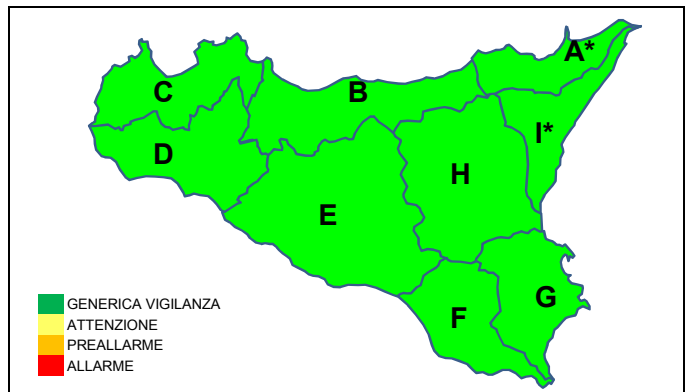 A*
B
C
I*
D
H
E
G
F
GENERICA VIGILANZA
ATTENZIONE
PREALLARME
ALLARME